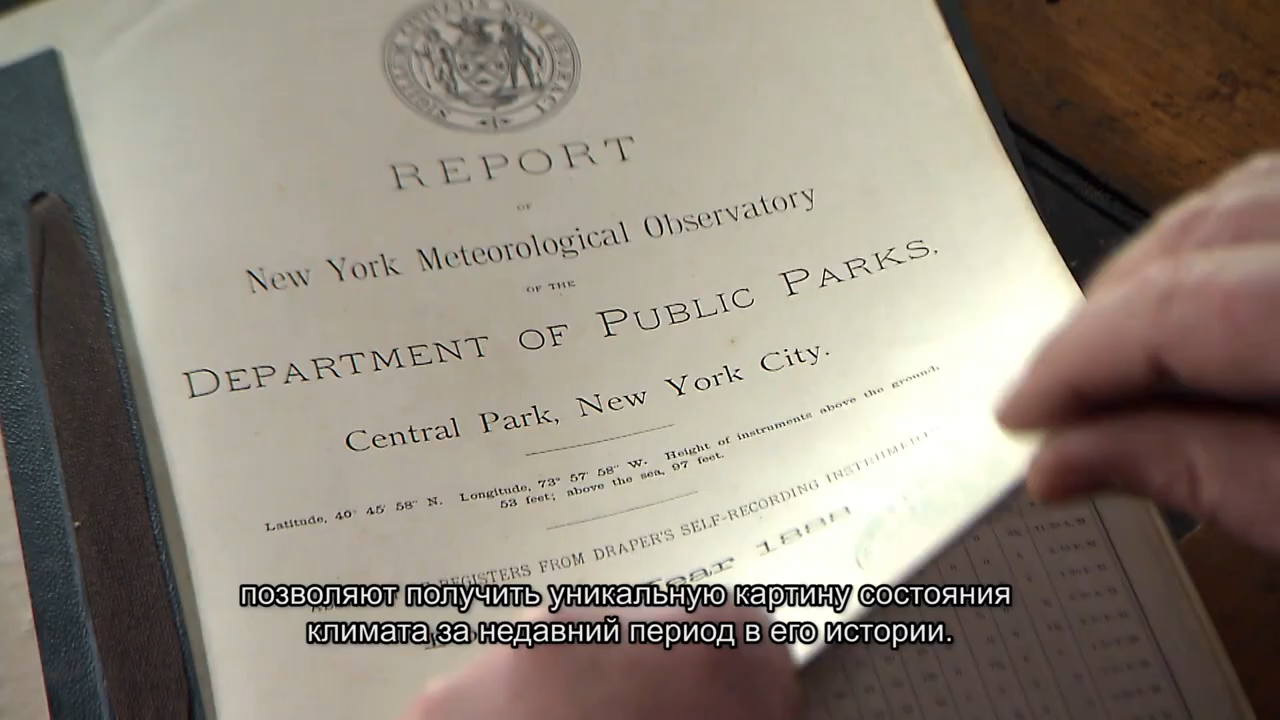 REPORT
OF
New York Meteorological Observatory
OF THE
DEPARTMENT OF PUBLIC PARKS.
Central Park, New York City.
Latitude, 40° 45' 58" N. Longitude, 73° 57' 58" W. Height of instruments above the ground,
53 feet; above the sea, 97 feet.
REGISTERS FROM DRAPER'S SELF-RECORDING INSTRUMENTS
Year 1888
позволяют получить уникальную картину состояния
климата за недавний период в его истории.